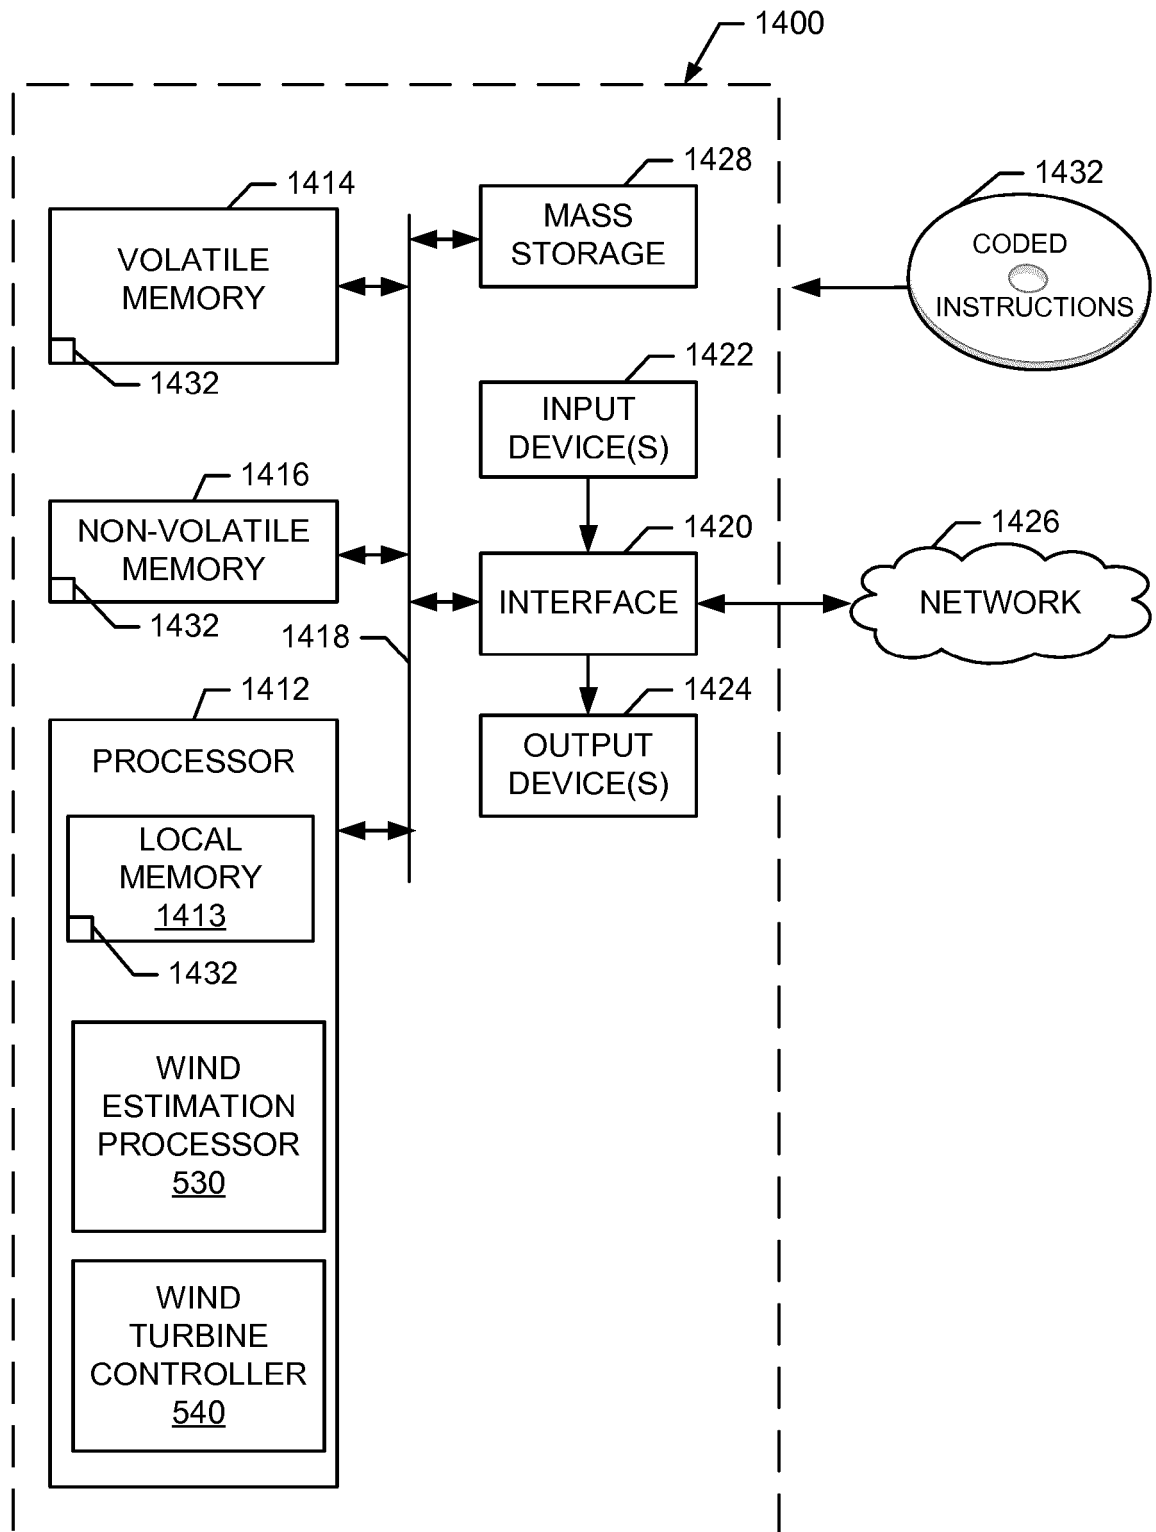 1400
1414
VOLATILE
MEMORY
1432
1428
MASS
STORAGE
1432
CODED
INSTRUCTIONS
1422
INPUT
DEVICE(S)
1416
NON-VOLATILE
MEMORY
1432
1418
1420
INTERFACE
1426
NETWORK
1424
OUTPUT
DEVICE(S)
1412
PROCESSOR
LOCAL
MEMORY
1413
1432
WIND
ESTIMATION
PROCESSOR
530
WIND
TURBINE
CONTROLLER
540